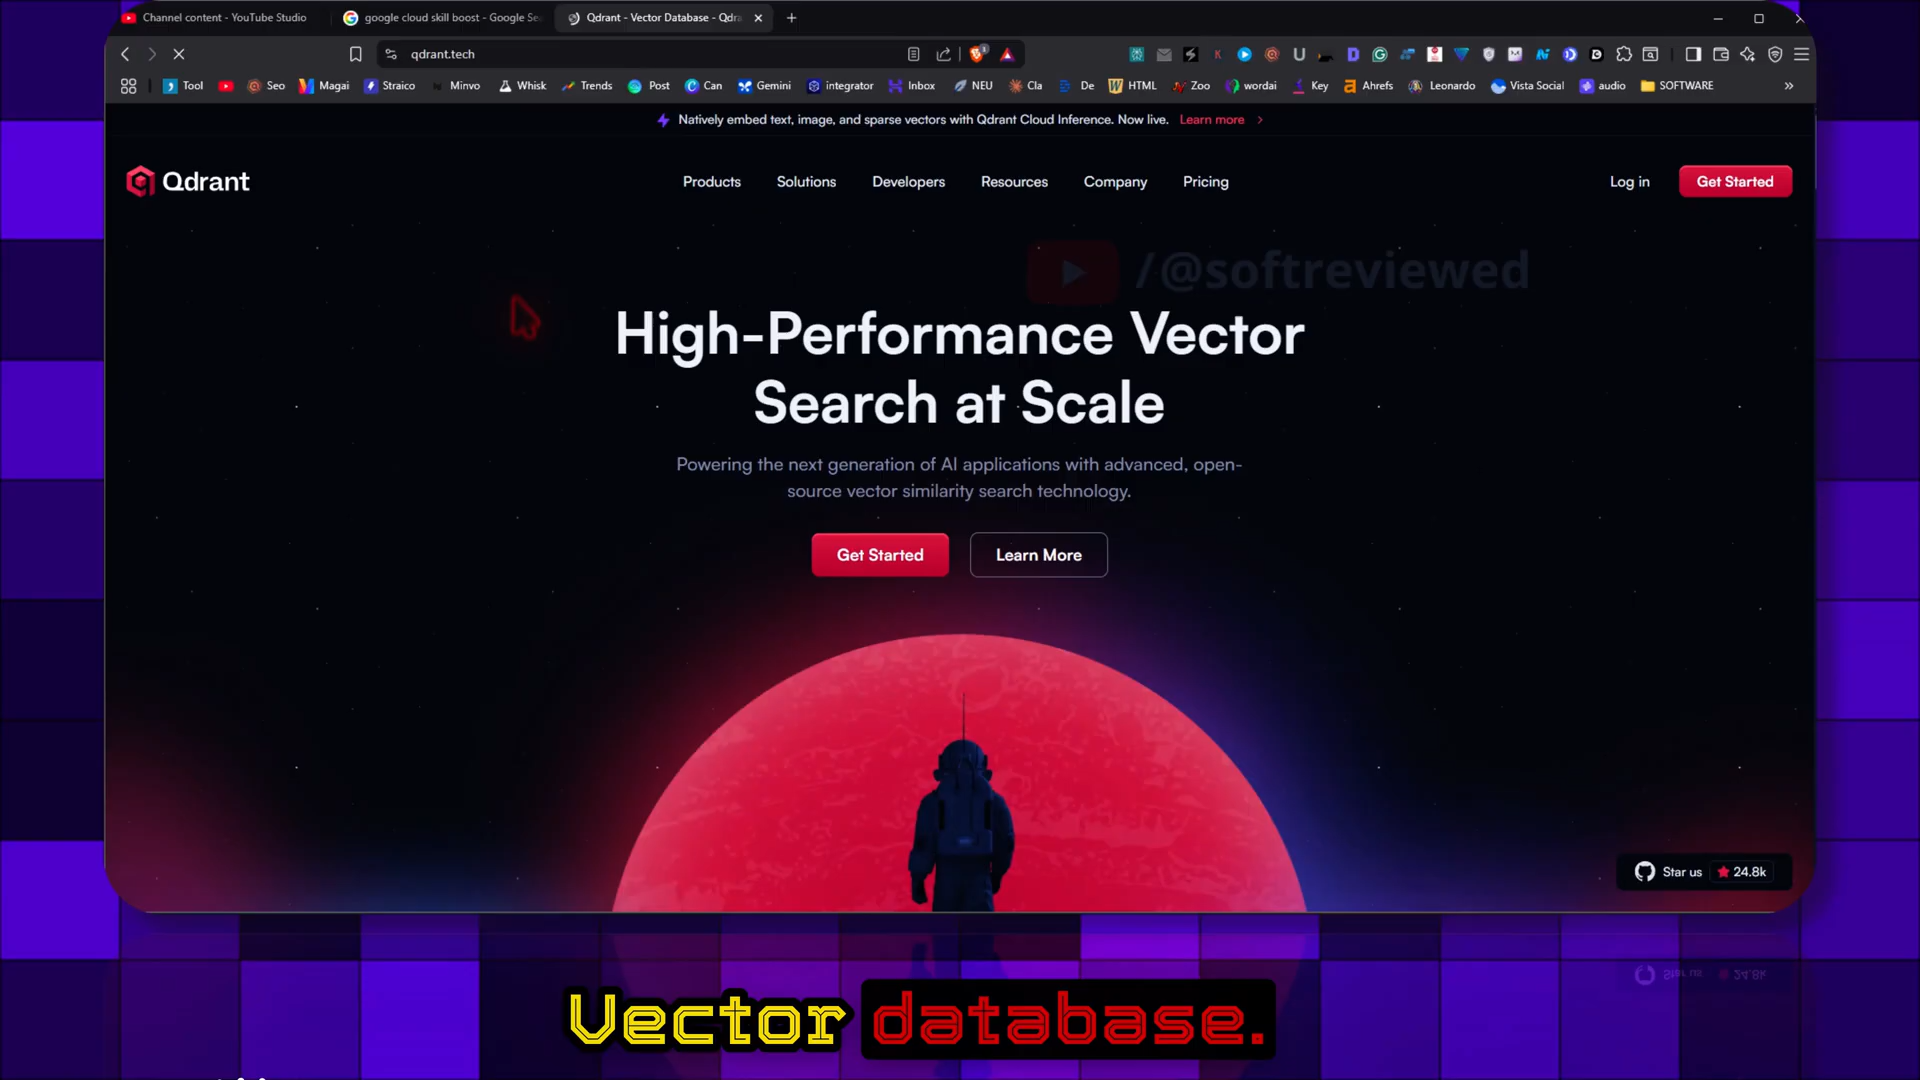 Channel content - YouTube Studio
google cloud skill boost - Google Se
Qdrant - Vector Database - Qdra
qdrant.tech
1
Tool
Seo
Magai
Straico
Minvo
Whisk
Trends
Post
Can
Gemini
integrator
Inbox
NEU
Cla
De
HTML
Zoo
wordai
Key
Ahrefs
Leonardo
Vista Social
audio
SOFTWARE
Natively embed text, image, and sparse vectors with Qdrant Cloud Inference. Now live. Learn more
Qdrant
Products
Solutions
Developers
Resources
Company
Pricing
Log in
Get Started
/@softreviewed
High-Performance Vector
Search at Scale
Powering the next generation of AI applications with advanced, open-
source vector similarity search technology.
Get Started
Learn More
Star us
24.8k
Vector database.